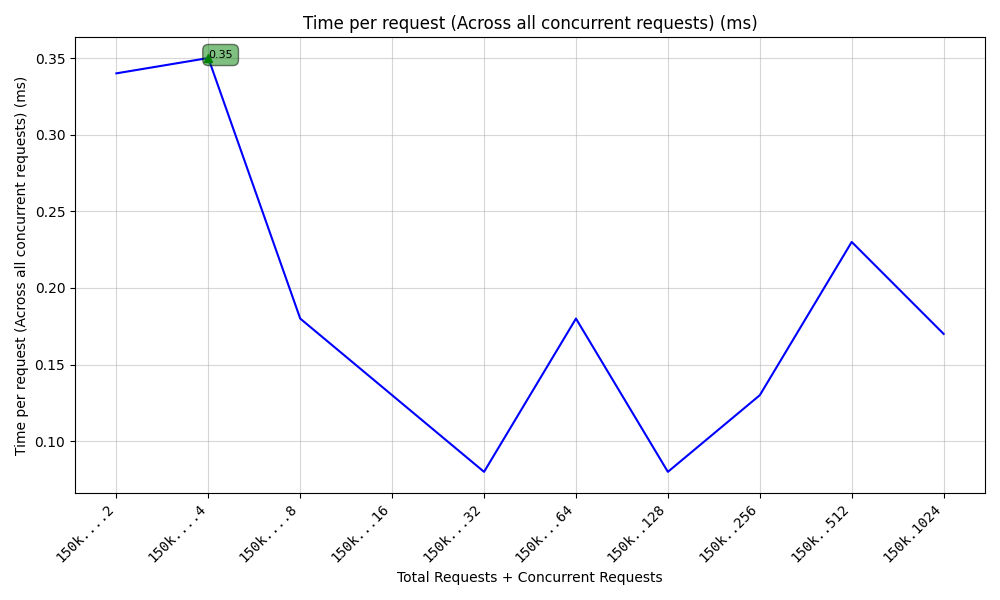 Time per request (Across all concurrent requests) (ms)
Time per request (Across all concurrent requests) (ms)
0.35
0.30
0.25
0.20
0.15
0.10
0.35
150k....2
150k....4
150k....8
150k...16
150k...32
150k...64
150k..128
150k..256
150k..512
150k.1024
Total Requests + Concurrent Requests